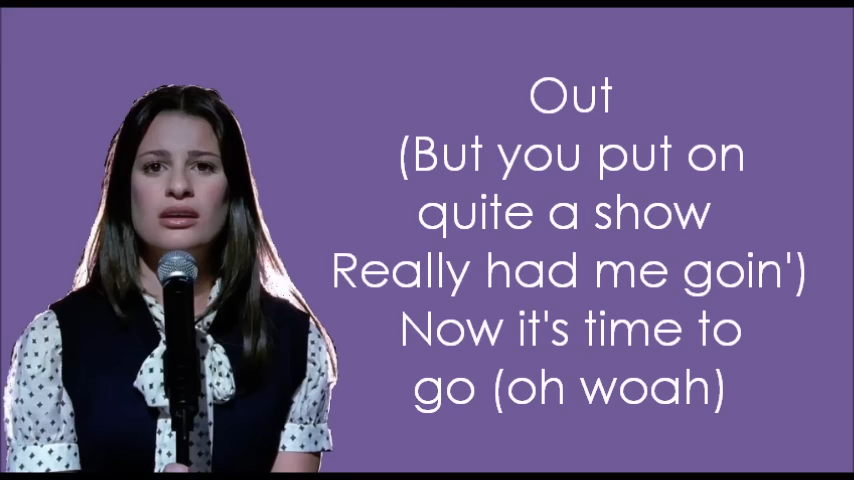 Out
(But you put on
quite a show
Really had me goin')
Now it's time to
go (oh woah)